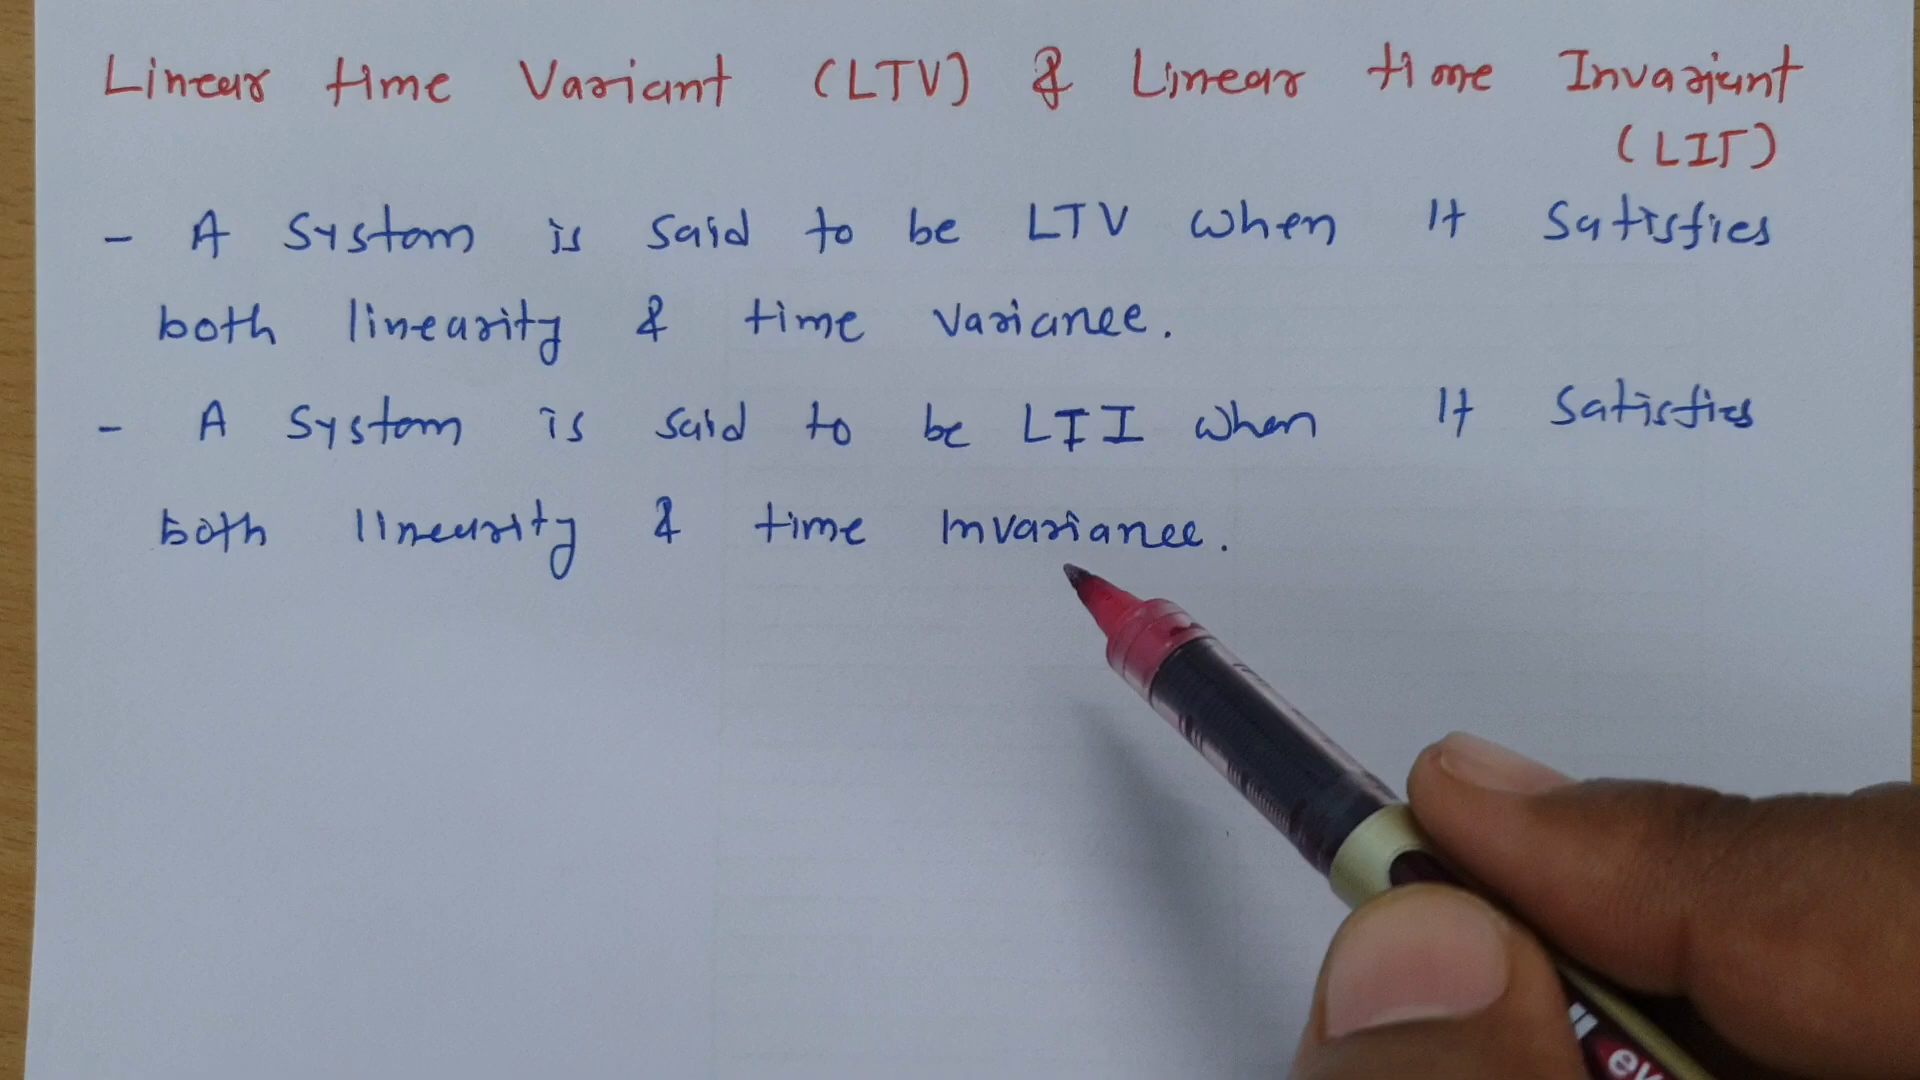 Linear time Variant (LTV) & Linear time Invariant
(LIT)
- A System is said to be LTV when It Satisfies
both linearity & time Variance.
- A System is said to be LTI when It Satisfies
both linearity & time Invariance.